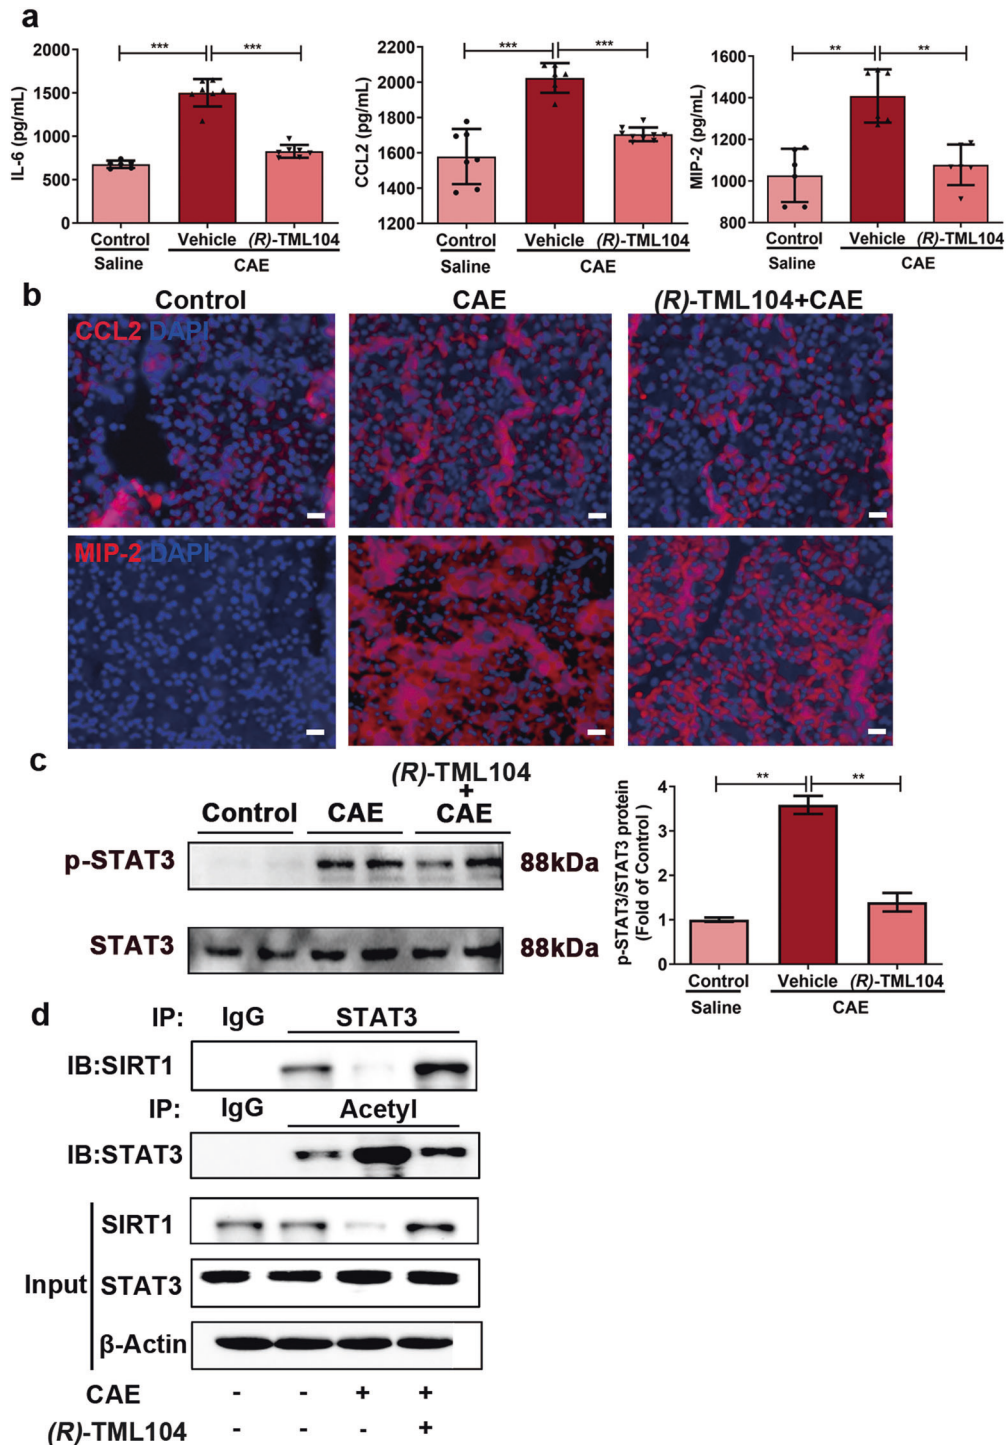 a
*** ***
2000
1500
1000
500
0
IL-6 (pg/mL)
Control Vehicle (R)-TML104
Saline CAE
*** ***
2200
2000
1800
1600
1400
1200
CCL2 (pg/mL)
Control Vehicle (R)-TML104
Saline CAE
** **
1600
1400
1200
1000
800
MIP-2 (pg/mL)
Control Vehicle (R)-TML104
Saline CAE
b
Control CAE (R)-TML104+CAE
CCL2 DAPI
MIP-2 DAPI
c
(R)-TML104
+
Control CAE CAE
p-STAT3 88kDa
STAT3 88kDa
** **
8
6
4
2
1
0
p-STAT3/STAT3 protein
(Fold of Control )
Control Vehicle (R)-TML104
Saline CAE
d
IP: IgG STAT3
IB:SIRT1
IP: IgG Acetyl
IB:STAT3
Input
SIRT1
STAT3
β-Actin
CAE - - + +
(R)-TML104 - - - +